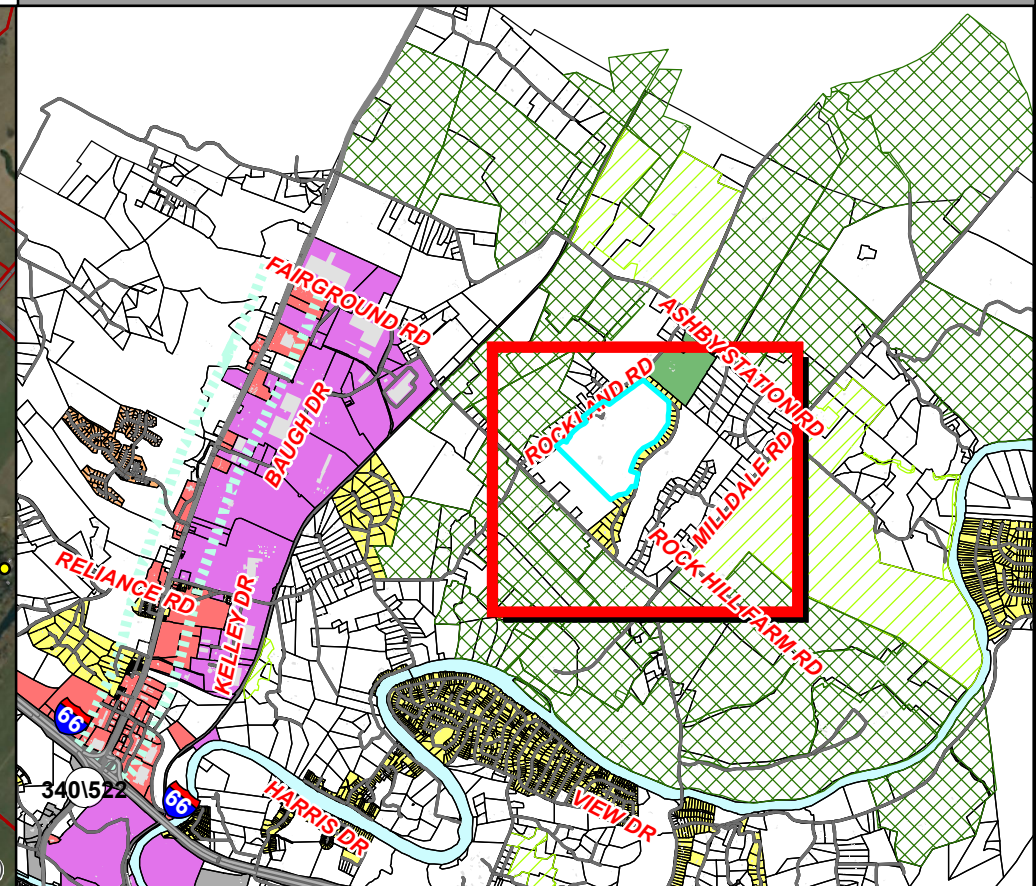 FAIRGROUND RD
ASHBY STATION RD
ROCKLAND RD
BAUGH DR
MILLDALE RD
ROCK HILL FARM RD
RELIANCE RD
KELLEY DR
66
340\522
66
HARRIS DR
VIEW DR